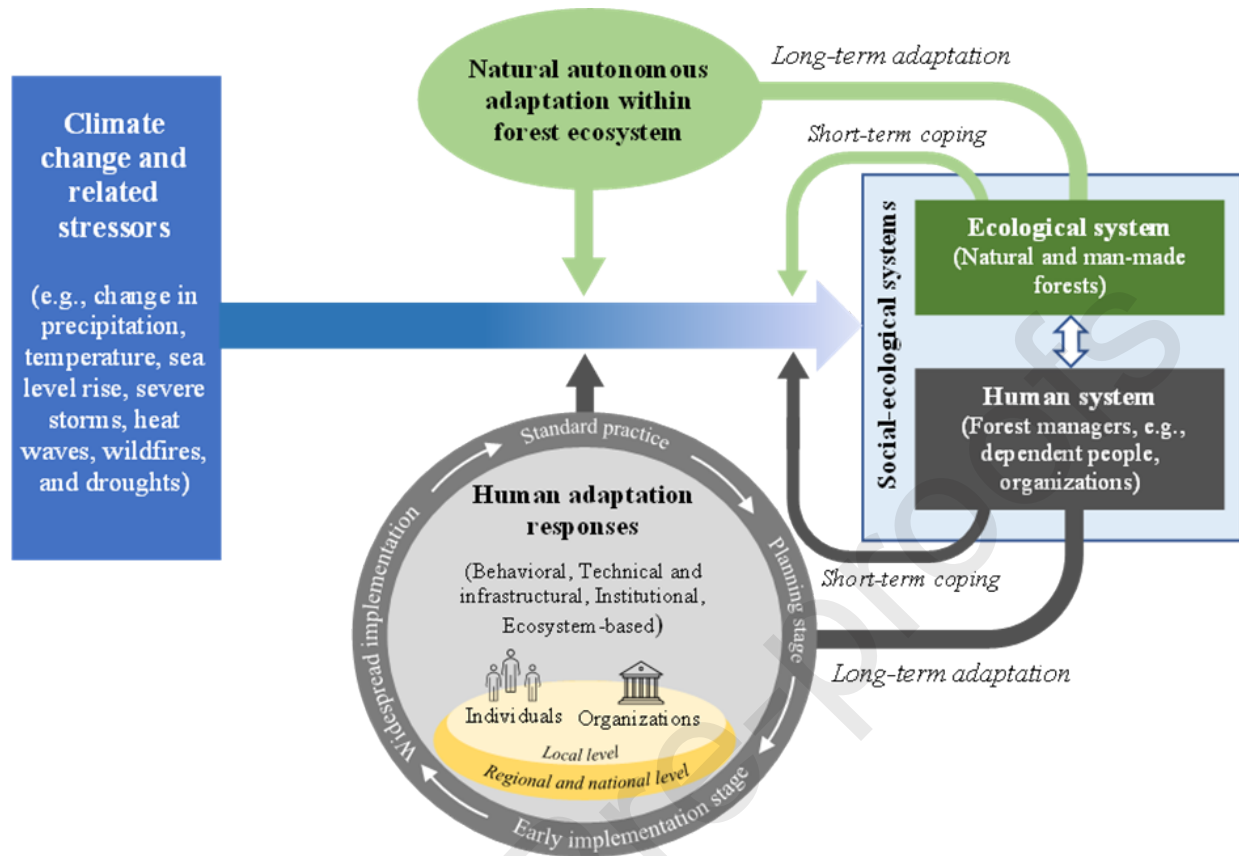 Climate
change and
related
stressors
(e.g., change in
precipitation,
temperature, sea
level rise, severe
storms, heat
waves, wildfires,
and droughts)
Natural autonomous
adaptation within
forest ecosystem
Long-term adaptation
Short-term coping
Social-ecological systems
Ecological system
(Natural and man-made
forests)
Human system
(Forest managers, e.g.,
dependent people,
organizations)
Short-term coping
Long-term adaptation
Standard practice
Planning stage
Early implementation stage
Widespread implementation
Human adaptation
responses
(Behavioral, Technical and
infrastructural, Institutional,
Ecosystem-based)
Individuals
Organizations
Local level
Regional and national level
proofs